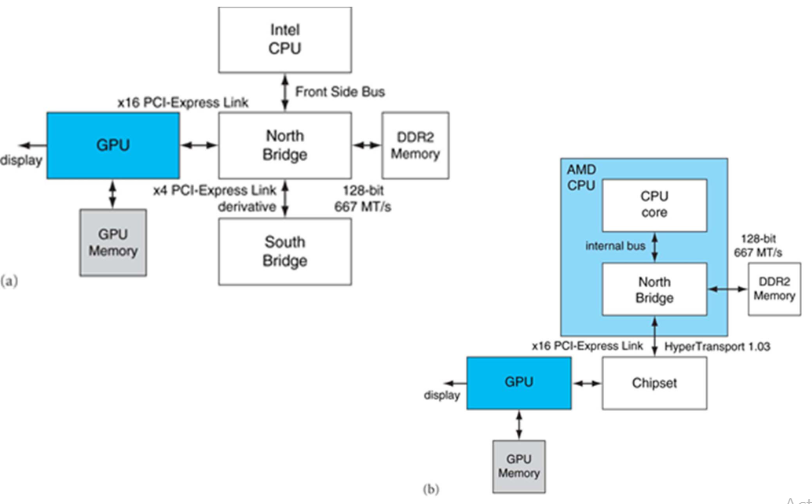 Intel
CPU
Front Side Bus
x16 PCI-Express Link
GPU
North
Bridge
DDR2
Memory
display
x4 PCI-Express Link
derivative
128-bit
667 MT/s
GPU
Memory
South
Bridge
(a)
AMD
CPU
CPU
core
internal bus
128-bit
667 MT/s
North
Bridge
DDR2
Memory
x16 PCI-Express Link
HyperTransport 1.03
GPU
Chipset
display
GPU
Memory
(b)